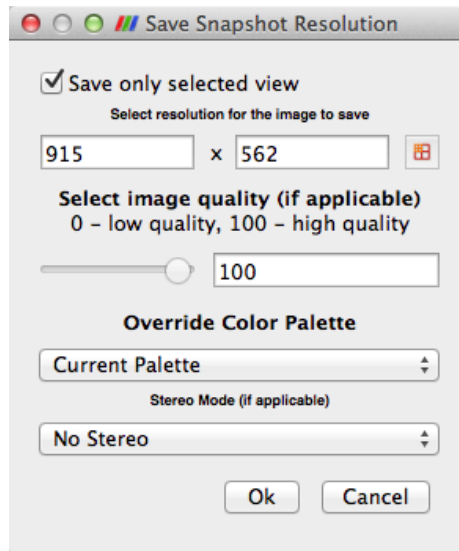 Save Snapshot Resolution
Save only selected view
Select resolution for the image to save
915 x 562
Select image quality (if applicable)
0 – low quality, 100 – high quality
100
Override Color Palette
Current Palette
Stereo Mode (if applicable)
No Stereo
Ok Cancel